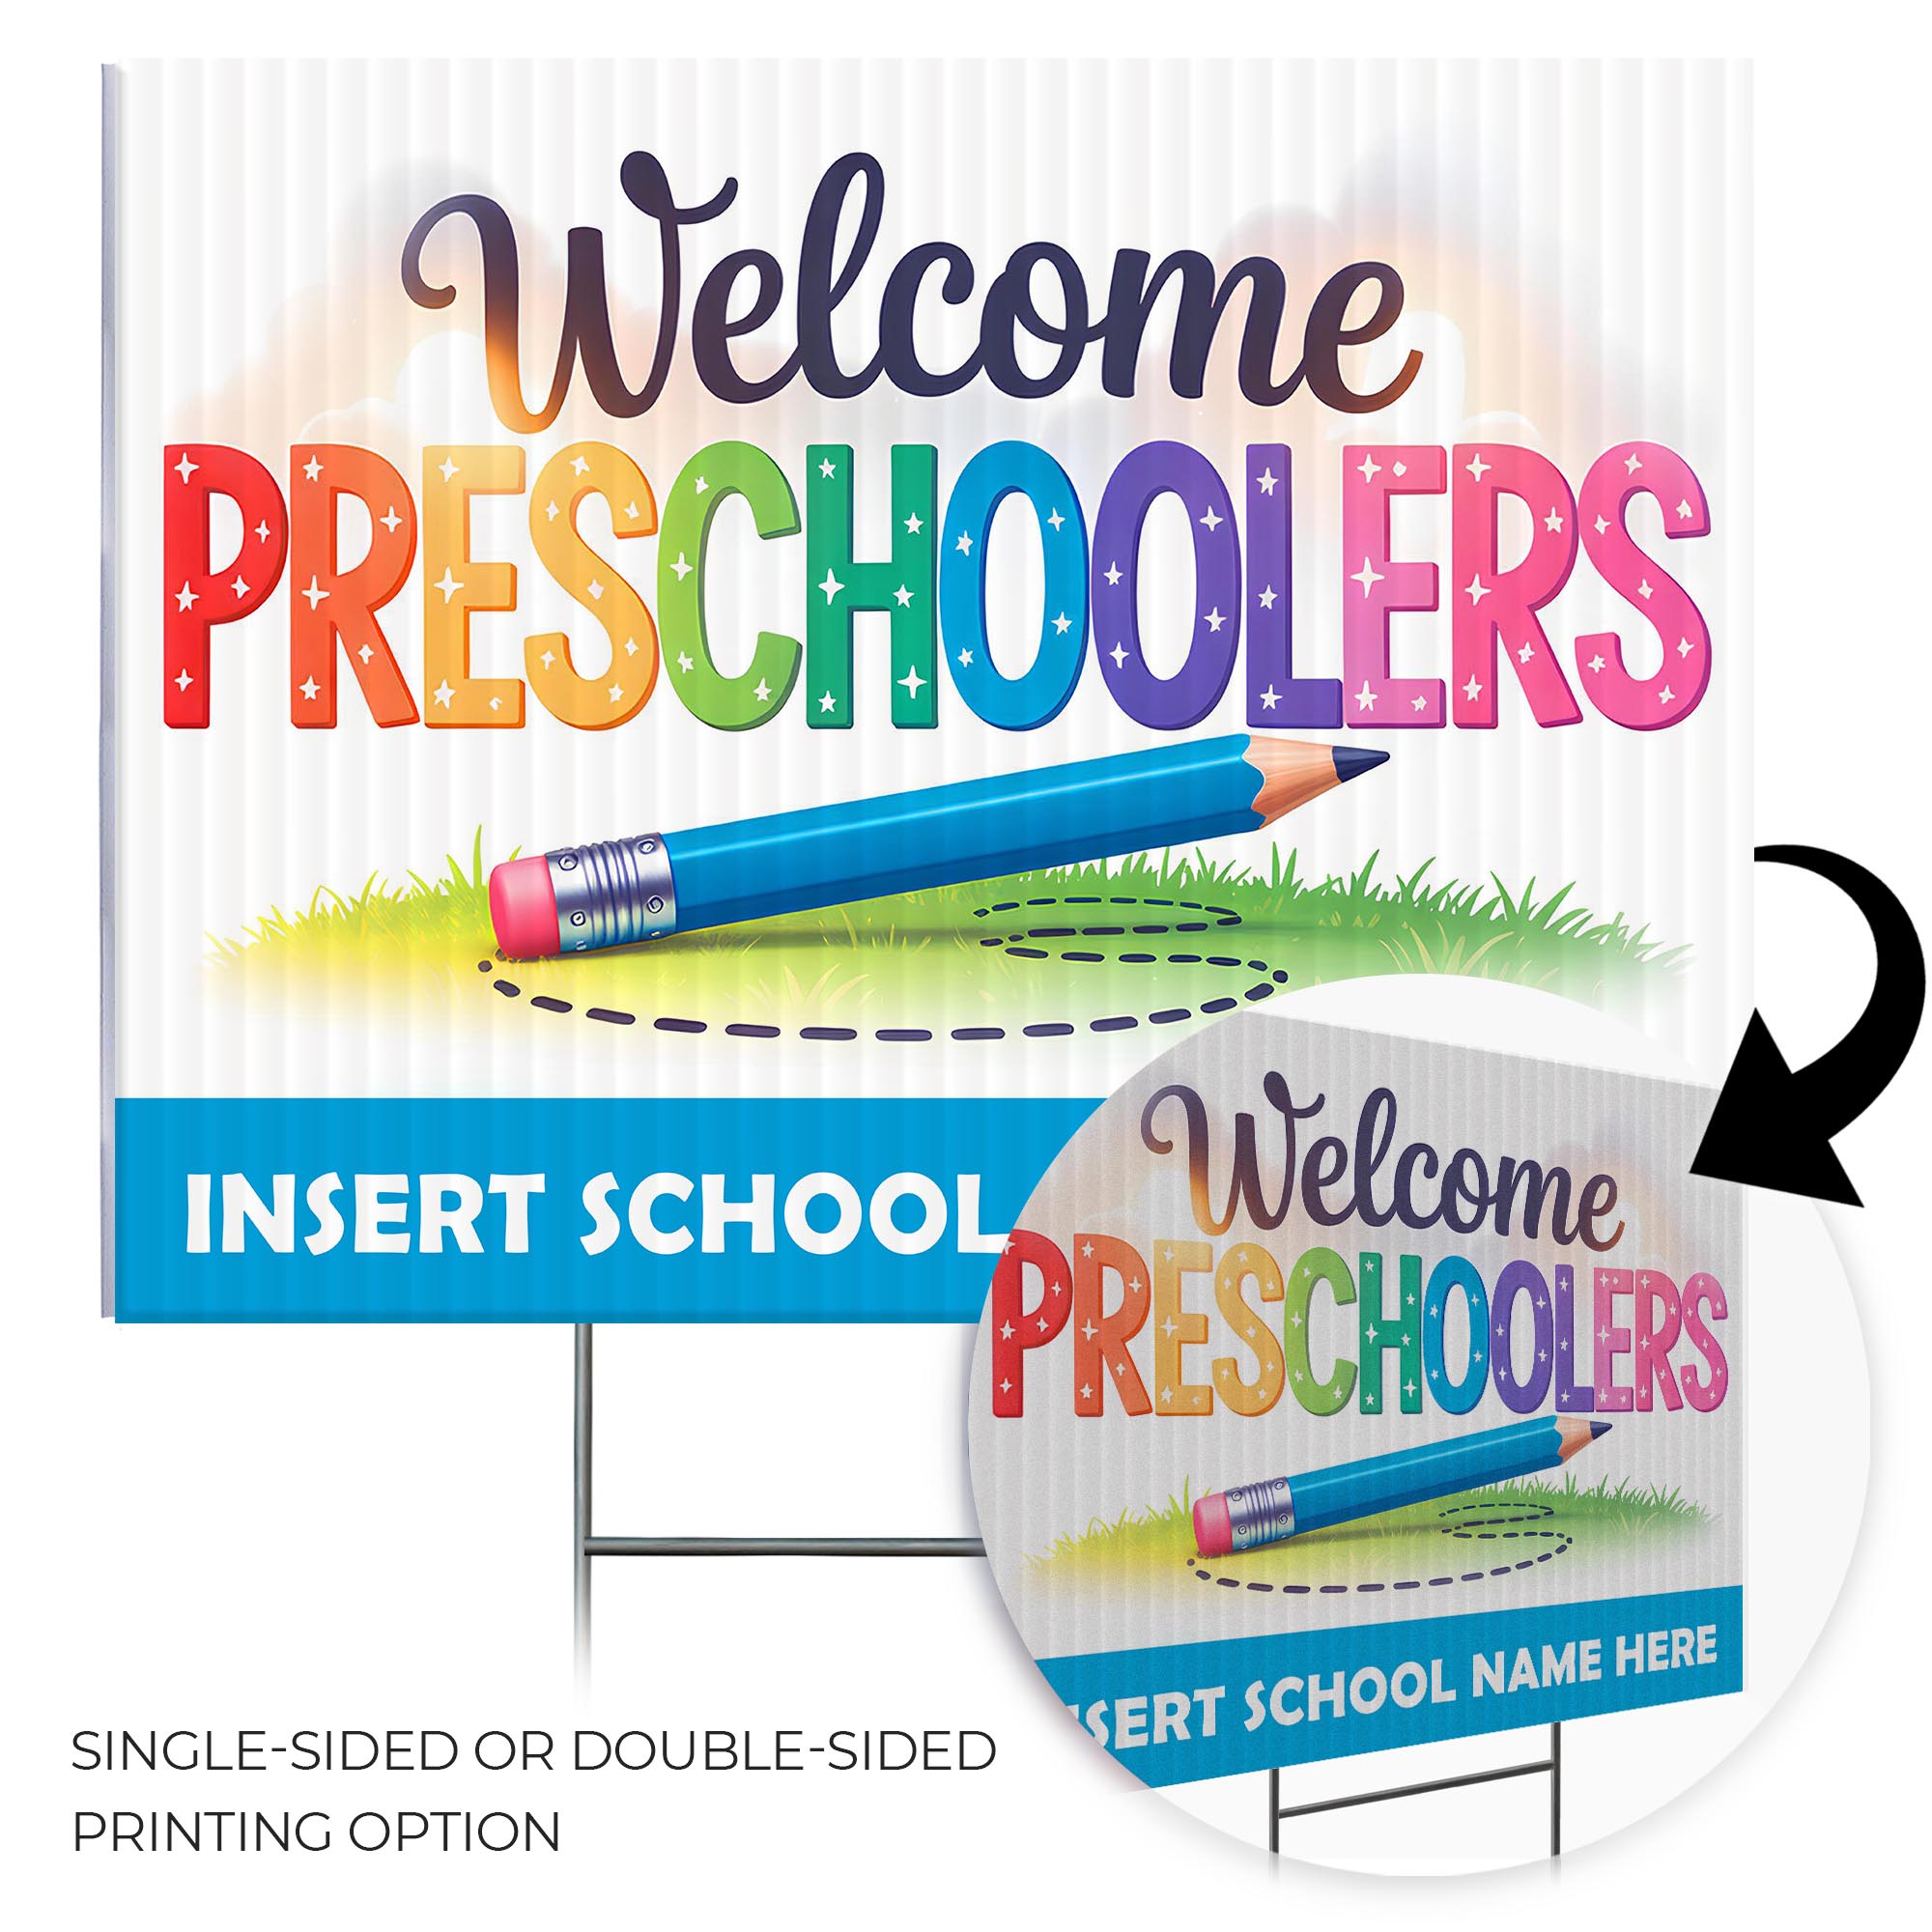 Welcome
PRESCHOOLERS
INSERT SCHOOL
Welcome
PRESCHOOLERS
SERT SCHOOL NAME HERE
SINGLE-SIDED OR DOUBLE-SIDED
PRINTING OPTION